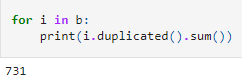 for i in b:
    print(i.duplicated().sum())
731